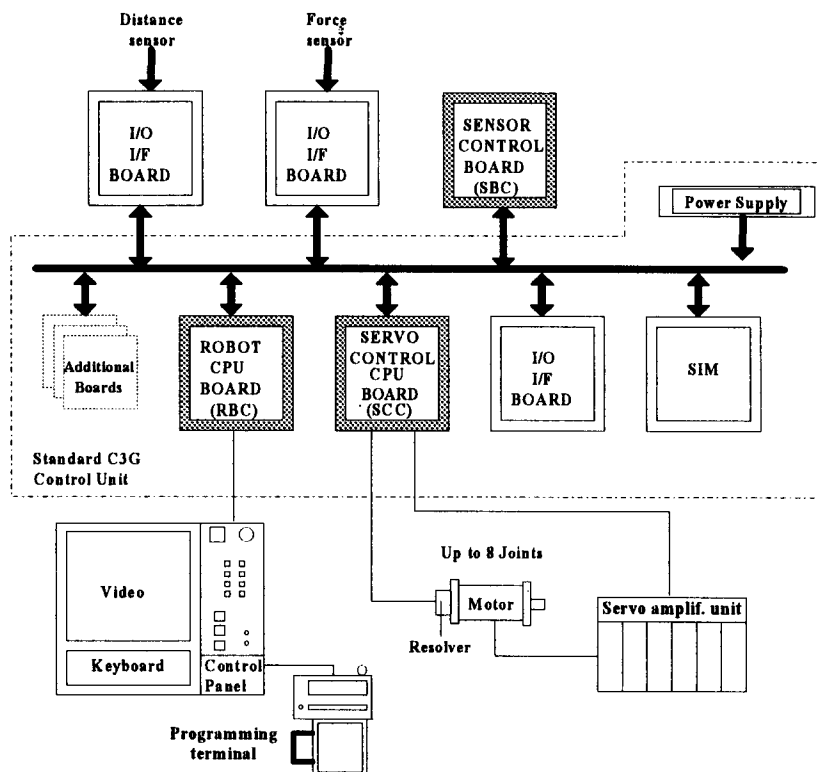 Distance
sensor
Force
sensor
I/O
I/F
BOARD
I/O
I/F
BOARD
SENSOR
CONTROL
BOARD
(SBC)
Power Supply
Additional
Boards
ROBOT
CPU
BOARD
(RBC)
SERVO
CONTROL
CPU
BOARD
(SCC)
I/O
I/F
BOARD
SIM
Standard C3G
Control Unit
Video
Keyboard
Control
Panel
Up to 8 Joints
Motor
Resolver
Servo amplif. unit
Programming
terminal